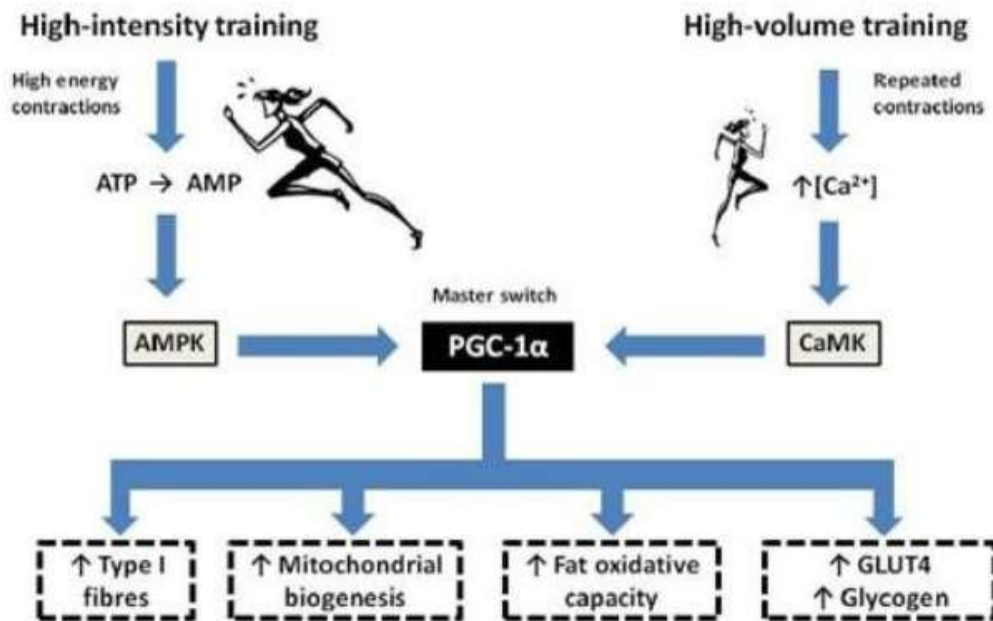 High-intensity training
High-volume training
High energy
contractions
Repeated
contractions
ATP → AMP
↑[Ca²⁺]
Master switch
AMPK
PGC-1α
CaMK
↑ Type I
fibres
↑ Mitochondrial
biogenesis
↑ Fat oxidative
capacity
↑ GLUT4
↑ Glycogen